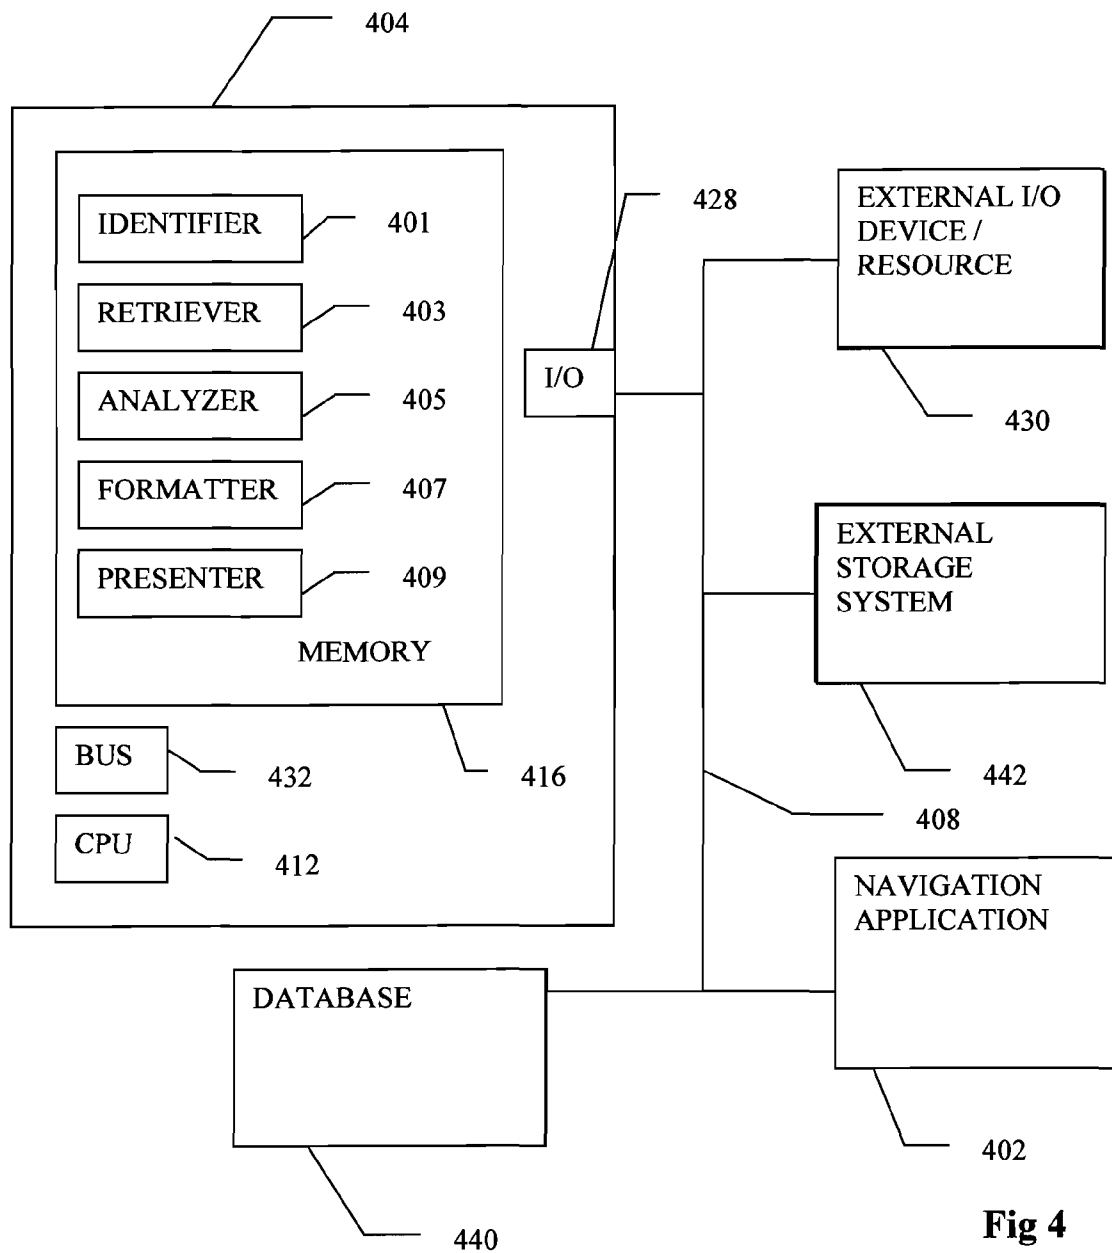 404
IDENTIFIER
401
428
EXTERNAL I/O
DEVICE /
RESOURCE
RETRIEVER
403
I/O
ANALYZER
405
430
FORMATTER
407
EXTERNAL
STORAGE
SYSTEM
PRESENTER
409
MEMORY
BUS
432
416
442
408
CPU
412
NAVIGATION
APPLICATION
DATABASE
402
440
Fig 4